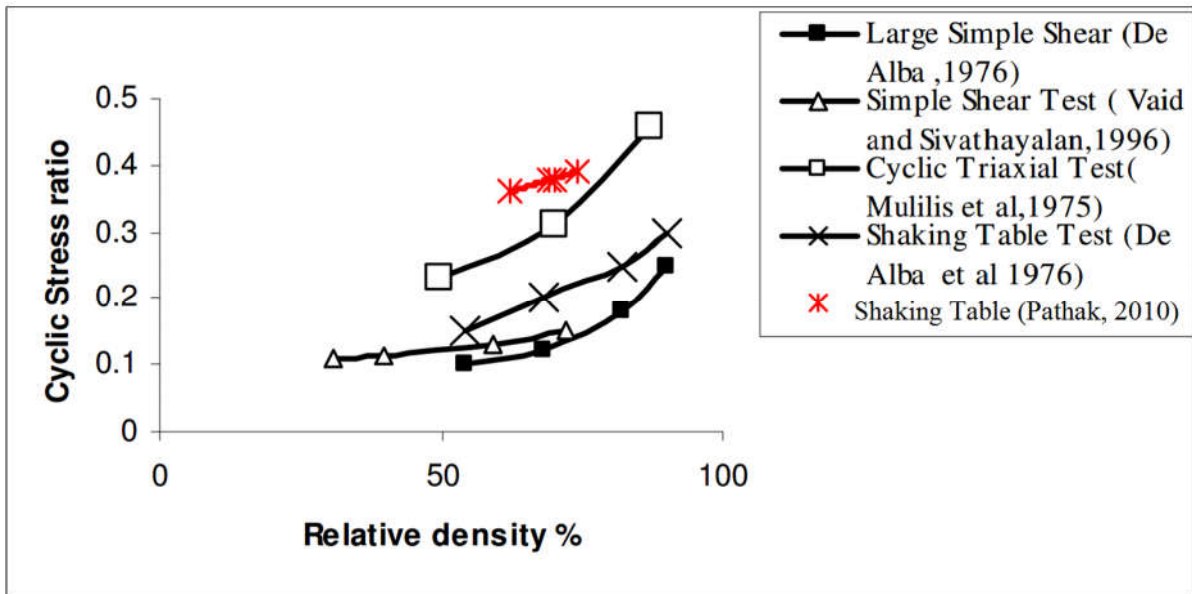 Large Simple Shear (De
Alba ,1976)
Simple Shear Test ( Vaid
and Sivathayalan,1996)
Cyclic Triaxial Test(
Mulilis et al,1975)
Shaking Table Test (De
Alba et al 1976)
Shaking Table (Pathak, 2010)
Cyclic Stress ratio
0.5
0.4
0.3
0.2
0.1
0
0
50
100
Relative density %